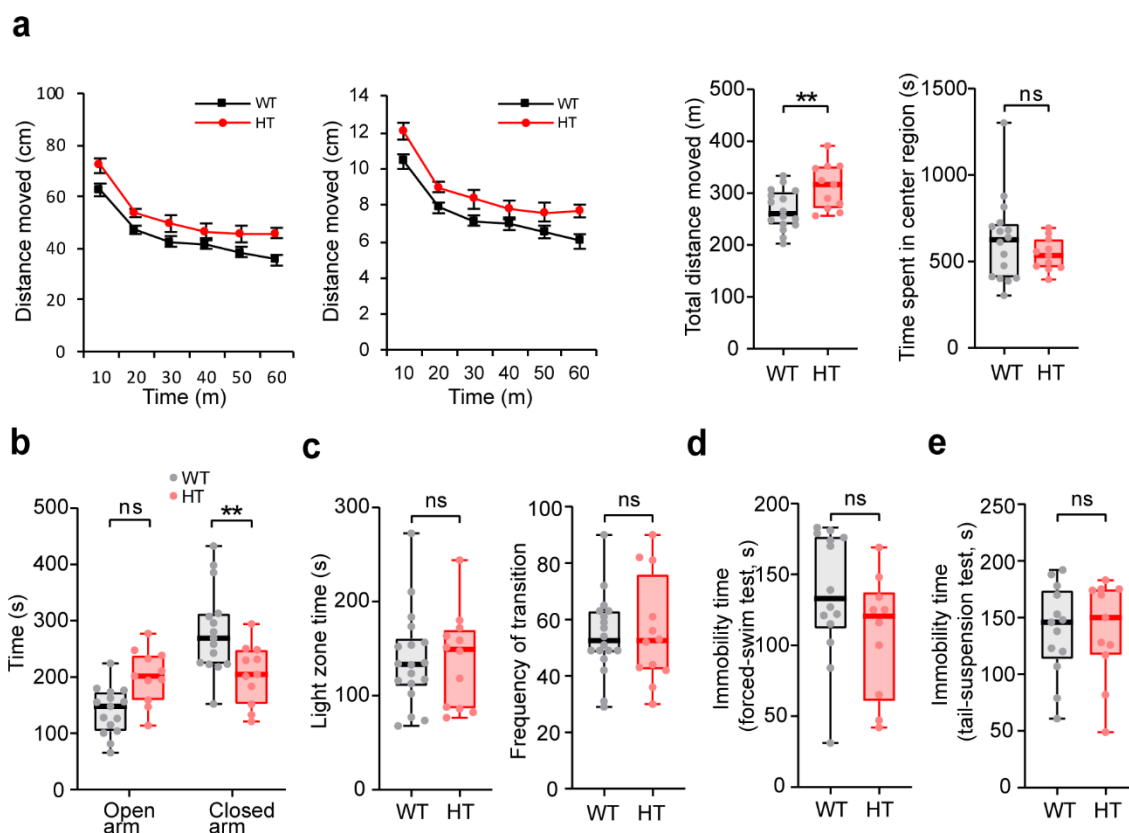 a
Distance moved (cm)
100
80
60
40
20
0
10 20 30 40 50 60
Time (m)
WT
HT
Distance moved (cm)
14
12
10
8
6
4
2
0
10 20 30 40 50 60
Time (m)
WT
HT
Total distance moved (m)
500
400
300
200
100
0
**
WT HT
Time spent in center region (s)
1500
1000
500
0
ns
WT HT
b
WT
HT
Time (s)
500
400
300
200
100
0
ns
**
Open
arm
Closed
arm
c
Light zone time (s)
300
200
100
0
ns
WT HT
Frequency of transition
100
80
60
40
20
0
ns
WT HT
d
Immobility time
(forced-swim test, s)
200
150
100
50
0
ns
WT HT
e
Immobility time
(tail-suspension test, s)
250
200
150
100
50
0
ns
WT HT